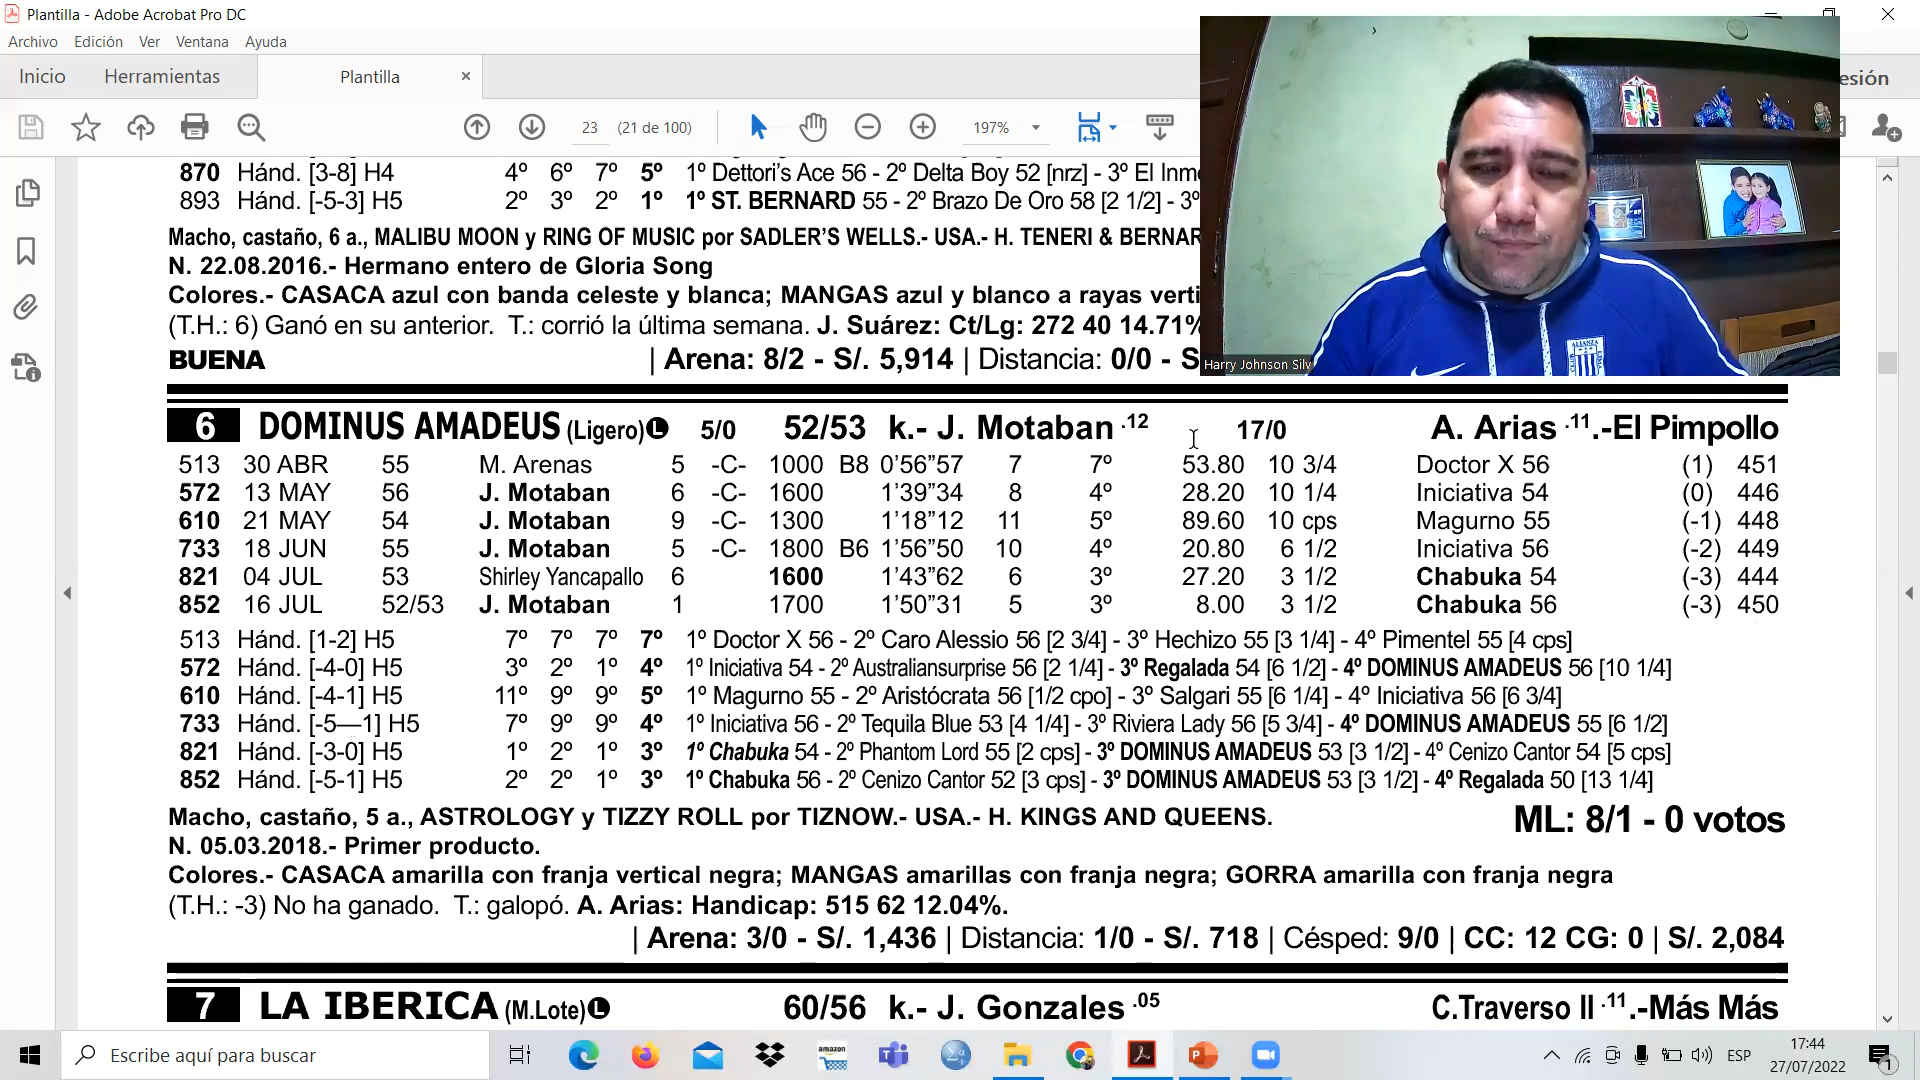 Plantilla - Adobe Acrobat Pro DC
Archivo Edición Ver Ventana Ayuda
Inicio Herramientas Plantilla × esión
23 (21 de 100) 197%
870 Hánd. [3-8] H4 4º 6º 7º 5º 1º Dettori's Ace 56 - 2º Delta Boy 52 [nrz] - 3º El Inmo
893 Hánd. [-5-3] H5 2º 3º 2º 1º 1º ST. BERNARD 55 - 2º Brazo De Oro 58 [2 1/2] - 3º
Macho, castaño, 6 a., MALIBU MOON y RING OF MUSIC por SADLER'S WELLS.- USA.- H. TENERI & BERNAR
N. 22.08.2016.- Hermano entero de Gloria Song
Colores.- CASACA azul con banda celeste y blanca; MANGAS azul y blanco a rayas verti
(T.H.: 6) Ganó en su anterior. T.: corrió la última semana. J. Suárez: Ct/Lg: 272 40 14.71%
BUENA | Arena: 8/2 - S/. 5,914 | Distancia: 0/0 - S
Harry Johnson Silv
ALIANZA
6 DOMINUS AMADEUS (Ligero) L 5/0 52/53 k.- J. Motaban .12 17/0 A. Arias .11.-El Pimpollo
513 30 ABR 55 M. Arenas 5 -C- 1000 B8 0'56"57 7 7º 53.80 10 3/4 Doctor X 56 (1) 451
572 13 MAY 56 J. Motaban 6 -C- 1600 1'39"34 8 4º 28.20 10 1/4 Iniciativa 54 (0) 446
610 21 MAY 54 J. Motaban 9 -C- 1300 1'18"12 11 5º 89.60 10 cps Magurno 55 (-1) 448
733 18 JUN 55 J. Motaban 5 -C- 1800 B6 1'56"50 10 4º 20.80 6 1/2 Iniciativa 56 (-2) 449
821 04 JUL 53 Shirley Yancapallo 6 1600 1'43"62 6 3º 27.20 3 1/2 Chabuka 54 (-3) 444
852 16 JUL 52/53 J. Motaban 1 1700 1'50"31 5 3º 8.00 3 1/2 Chabuka 56 (-3) 450
513 Hánd. [1-2] H5 7º 7º 7º 7º 1º Doctor X 56 - 2º Caro Alessio 56 [2 3/4] - 3º Hechizo 55 [3 1/4] - 4º Pimentel 55 [4 cps]
572 Hánd. [-4-0] H5 3º 2º 1º 4º 1º Iniciativa 54 - 2º Australiansurprise 56 [2 1/4] - 3º Regalada 54 [6 1/2] - 4º DOMINUS AMADEUS 56 [10 1/4]
610 Hánd. [-4-1] H5 11º 9º 9º 5º 1º Magurno 55 - 2º Aristócrata 56 [1/2 cpo] - 3º Salgari 55 [6 1/4] - 4º Iniciativa 56 [6 3/4]
733 Hánd. [-5—1] H5 7º 9º 9º 4º 1º Iniciativa 56 - 2º Tequila Blue 53 [4 1/4] - 3º Riviera Lady 56 [5 3/4] - 4º DOMINUS AMADEUS 55 [6 1/2]
821 Hánd. [-3-0] H5 1º 2º 1º 3º 1º Chabuka 54 - 2º Phantom Lord 55 [2 cps] - 3º DOMINUS AMADEUS 53 [3 1/2] - 4º Cenizo Cantor 54 [5 cps]
852 Hánd. [-5-1] H5 2º 2º 1º 3º 1º Chabuka 56 - 2º Cenizo Cantor 52 [3 cps] - 3º DOMINUS AMADEUS 53 [3 1/2] - 4º Regalada 50 [13 1/4]
Macho, castaño, 5 a., ASTROLOGY y TIZZY ROLL por TIZNOW.- USA.- H. KINGS AND QUEENS. ML: 8/1 - 0 votos
N. 05.03.2018.- Primer producto.
Colores.- CASACA amarilla con franja vertical negra; MANGAS amarillas con franja negra; GORRA amarilla con franja negra
(T.H.: -3) No ha ganado. T.: galopó. A. Arias: Handicap: 515 62 12.04%.
| Arena: 3/0 - S/. 1,436 | Distancia: 1/0 - S/. 718 | Césped: 9/0 | CC: 12 CG: 0 | S/. 2,084
7 LA IBERICA (M.Lote) L 60/56 k.- J. Gonzales .05 C.Traverso II .11.-Más Más
Escribe aquí para buscar
amazon
ESP
17:44
27/07/2022
1